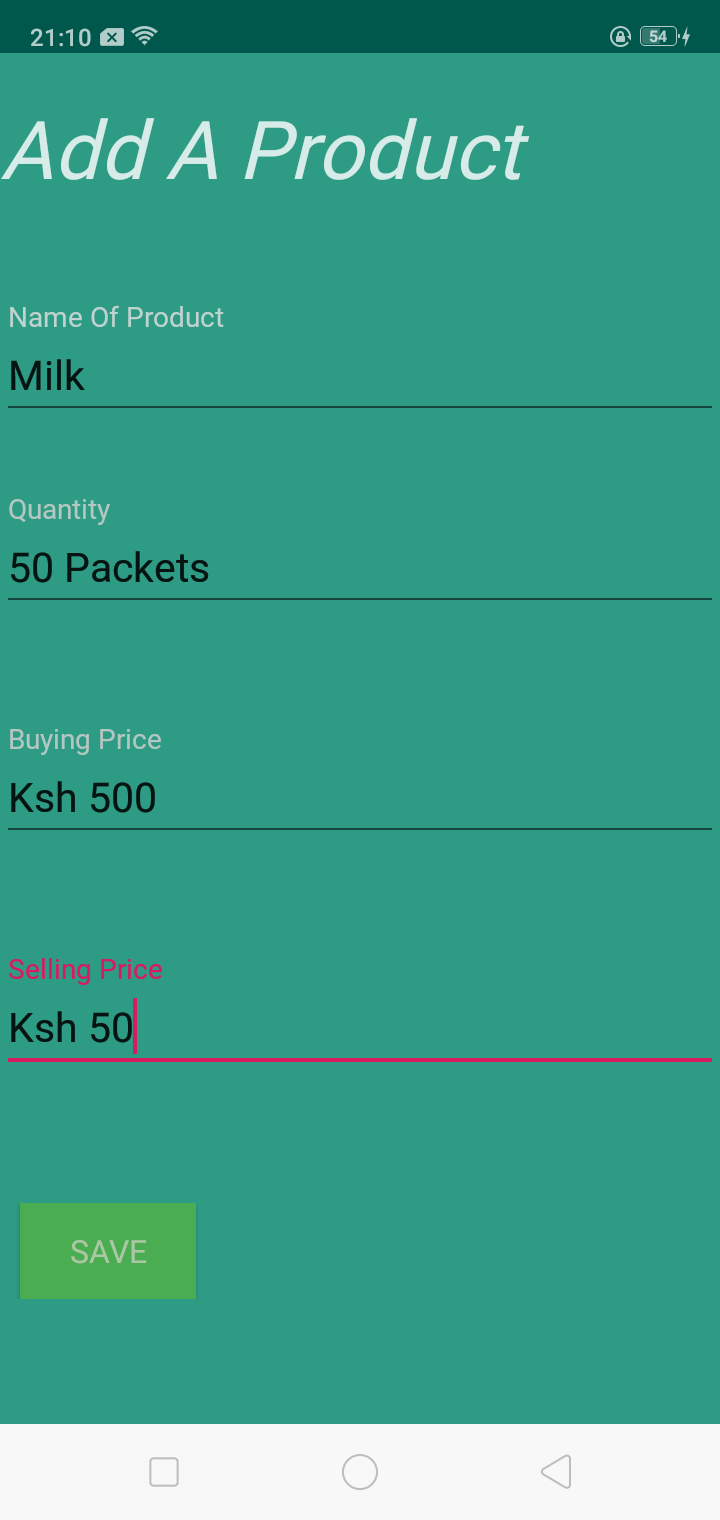 21:10
54
Add A Product
Name Of Product
Milk
Quantity
50 Packets
Buying Price
Ksh 500
Selling Price
Ksh 50
SAVE